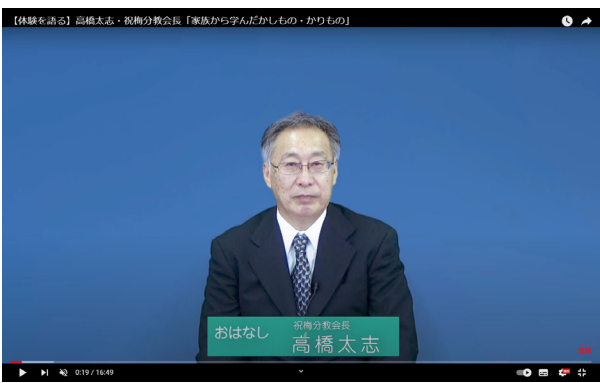 【体験を語る】高橋太志・祝梅分教会長「家族から学んだかしもの・かりもの」
おはなし
祝梅分教会長
高橋太志
0:19 / 16:49